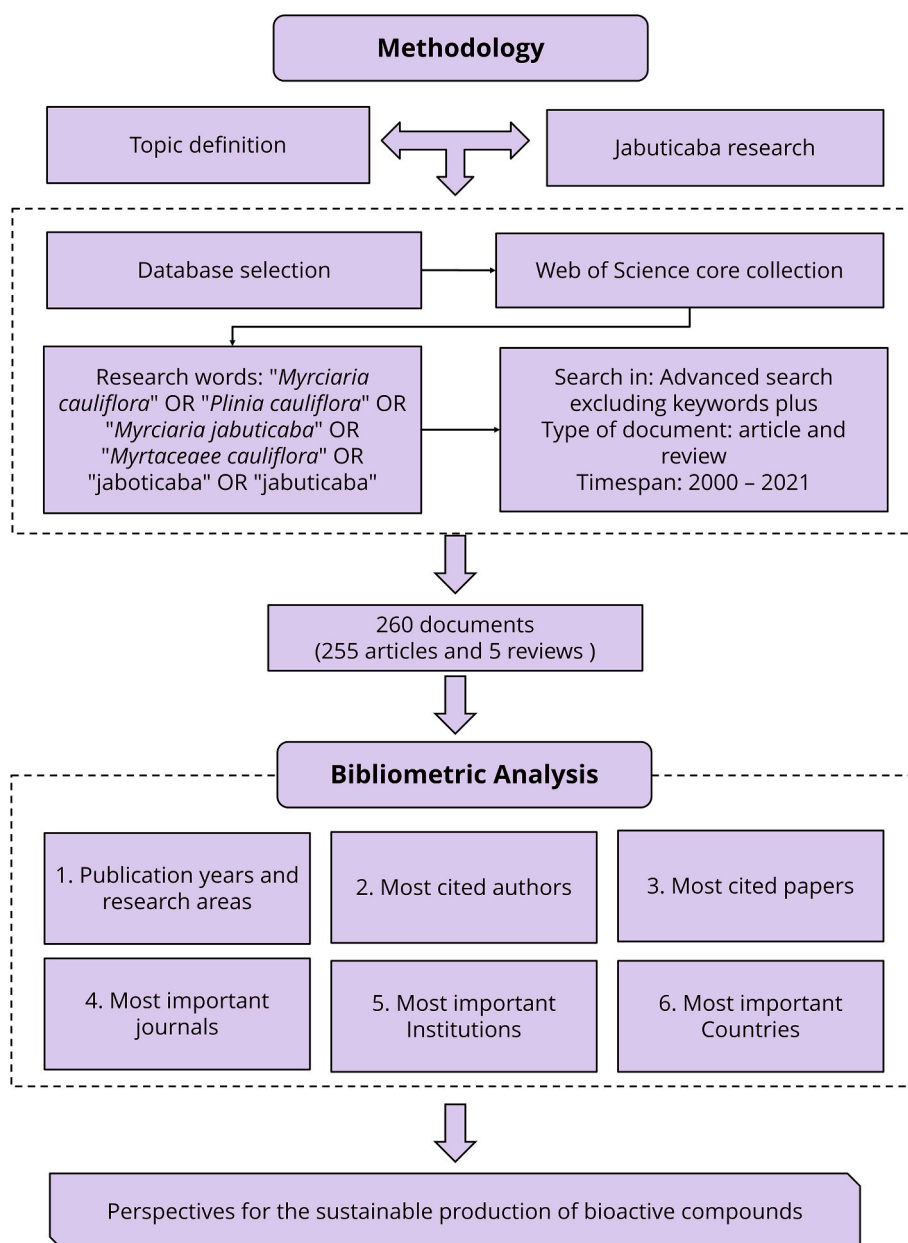 Methodology
Topic definition
Jabuticaba research
Database selection
Web of Science core collection
Research words: "Myrciaria
cauliflora" OR "Plinia cauliflora" OR
"Myrciaria jabuticaba" OR
"Myrtaceaee cauliflora" OR
"jaboticaba" OR "jabuticaba"
Search in: Advanced search
excluding keywords plus
Type of document: article and
review
Timespan: 2000 – 2021
260 documents
(255 articles and 5 reviews )
Bibliometric Analysis
1. Publication years and
research areas
2. Most cited authors
3. Most cited papers
4. Most important
journals
5. Most important
Institutions
6. Most important
Countries
Perspectives for the sustainable production of bioactive compounds